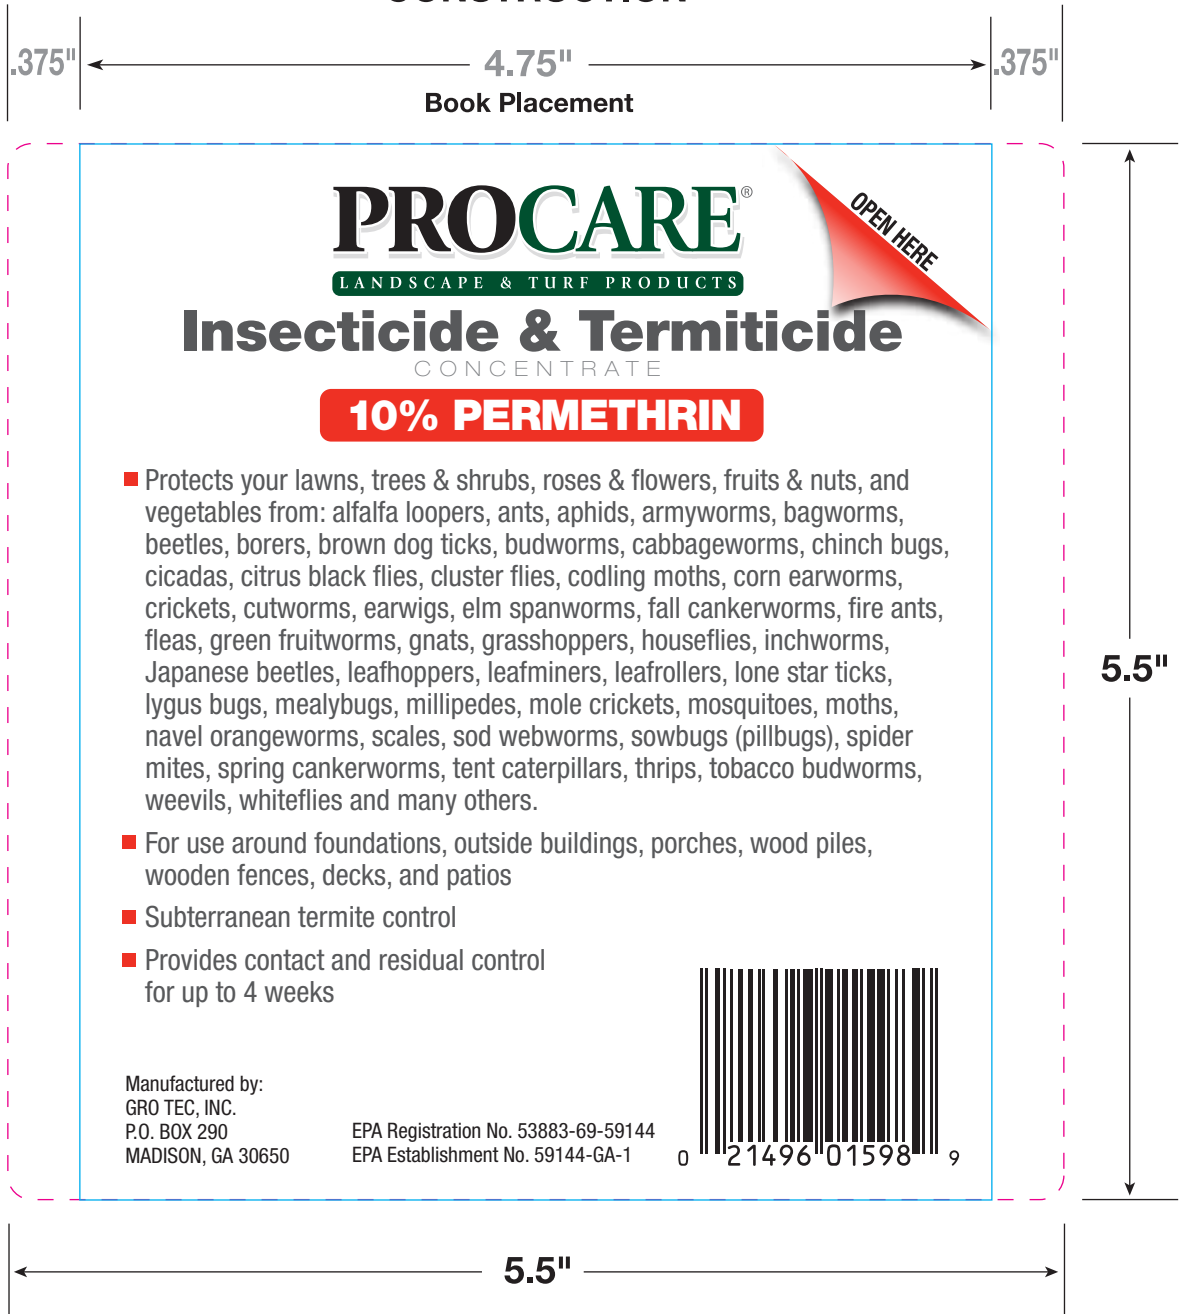 CONSTRUCTION
.375" 4.75" .375"
Book Placement
PROCARE®
LANDSCAPE & TURF PRODUCTS
OPEN HERE
Insecticide & Termiticide
CONCENTRATE
10% PERMETHRIN
Protects your lawns, trees & shrubs, roses & flowers, fruits & nuts, and
vegetables from: alfalfa loopers, ants, aphids, armyworms, bagworms,
beetles, borers, brown dog ticks, budworms, cabbageworms, chinch bugs,
cicadas, citrus black flies, cluster flies, codling moths, corn earworms,
crickets, cutworms, earwigs, elm spanworms, fall cankerworms, fire ants,
fleas, green fruitworms, gnats, grasshoppers, houseflies, inchworms,
Japanese beetles, leafhoppers, leafminers, leafrollers, lone star ticks,
lygus bugs, mealybugs, millipedes, mole crickets, mosquitoes, moths,
navel orangeworms, scales, sod webworms, sowbugs (pillbugs), spider
mites, spring cankerworms, tent caterpillars, thrips, tobacco budworms,
weevils, whiteflies and many others.
For use around foundations, outside buildings, porches, wood piles,
wooden fences, decks, and patios
Subterranean termite control
Provides contact and residual control
for up to 4 weeks
Manufactured by:
GRO TEC, INC.
P.O. BOX 290
MADISON, GA 30650
EPA Registration No. 53883-69-59144
EPA Establishment No. 59144-GA-1
0 21496 01598 9
5.5"
5.5"